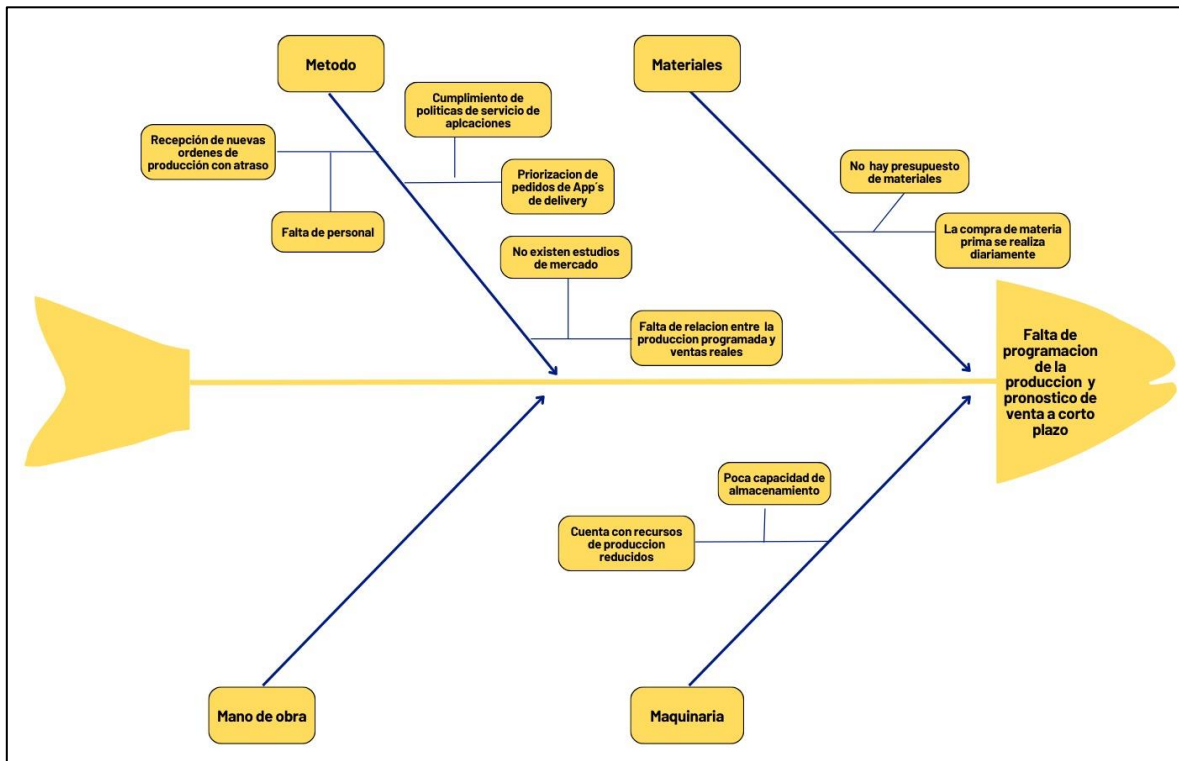 Metodo
Materiales
Cumplimiento de
politicas de servicio de
aplcaciones
Recepción de nuevas
ordenes de
producción con atraso
Priorizacion de
pedidos de App´s
de delivery
Falta de personal
No existen estudios
de mercado
Falta de relacion entre la
produccion programada y
ventas reales
No hay presupuesto
de materiales
La compra de materia
prima se realiza
diariamente
Falta de
programacion
de la
produccion y
pronostico de
venta a corto
plazo
Poca capacidad de
almacenamiento
Cuenta con recursos
de produccion
reducidos
Mano de obra
Maquinaria